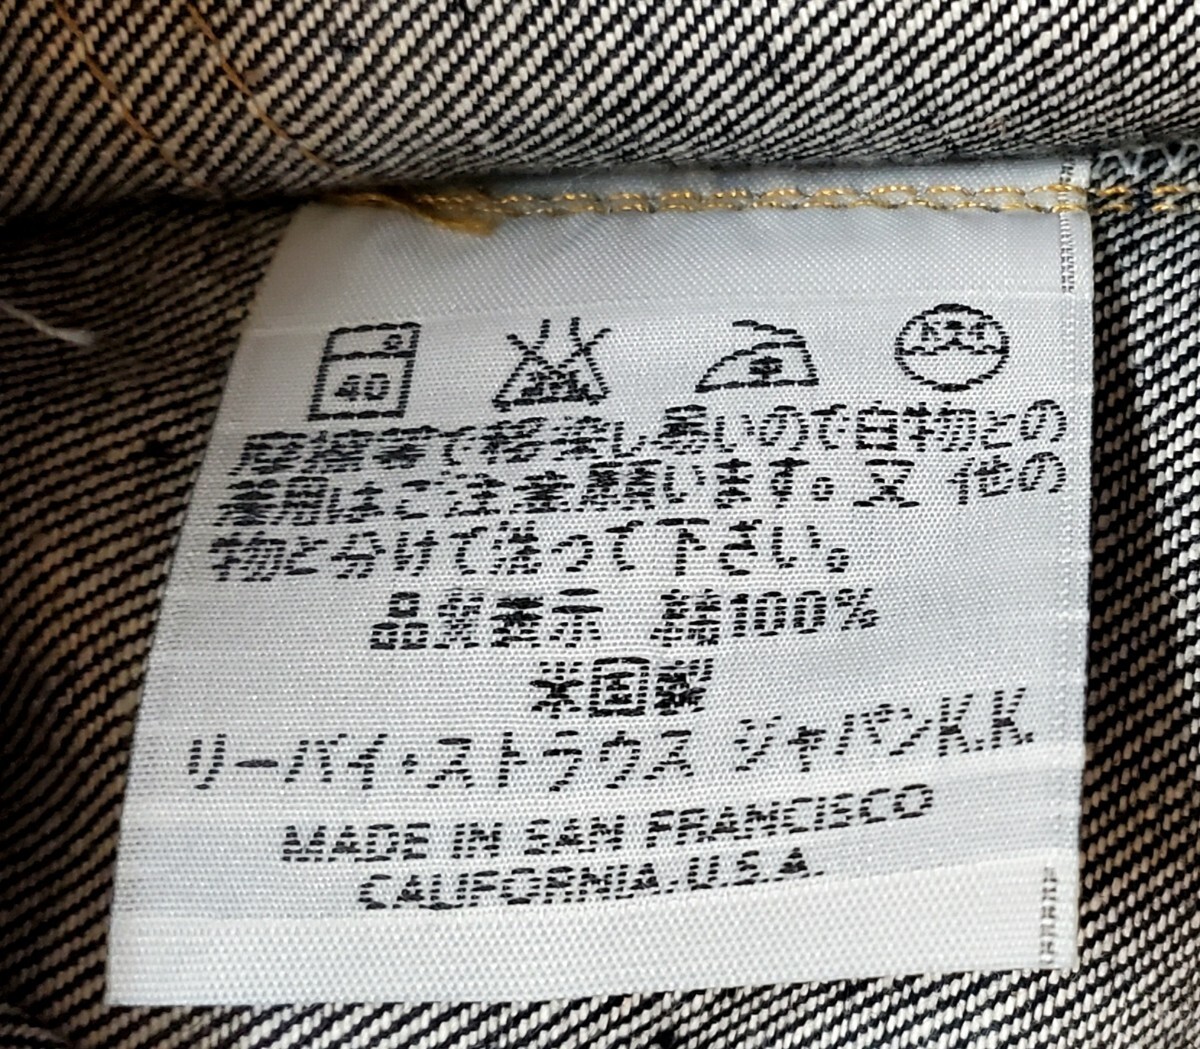 40
中
摩擦等で移染し易いので白物との
着用はご注意願います。又 他の
物と分けて洗って下さい。
品質表示 綿100%
米国製
リーバイ・ストラウス ジャパンK.K.
MADE IN SAN FRANCISCO
CALIFORNIA.U.S.A.